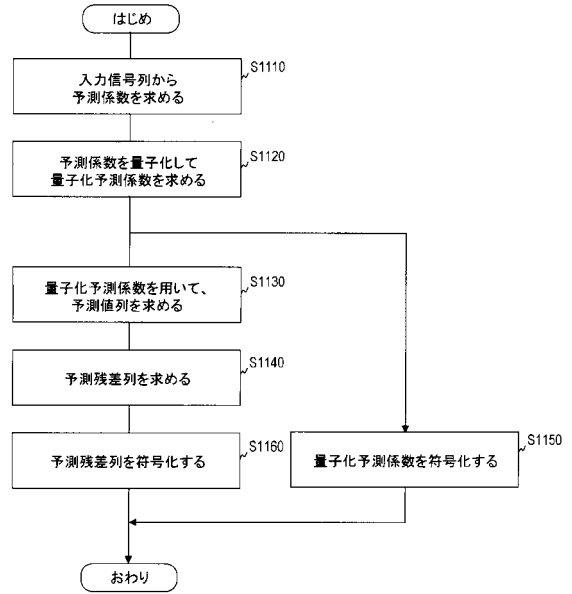 はじめ
S1110
入力信号列から
予測係数を求める
S1120
予測係数を量子化して
量子化予測係数を求める
S1130
量子化予測係数を用いて、
予測値列を求める
S1140
予測残差列を求める
S1160
予測残差列を符号化する
S1150
量子化予測係数を符号化する
おわり